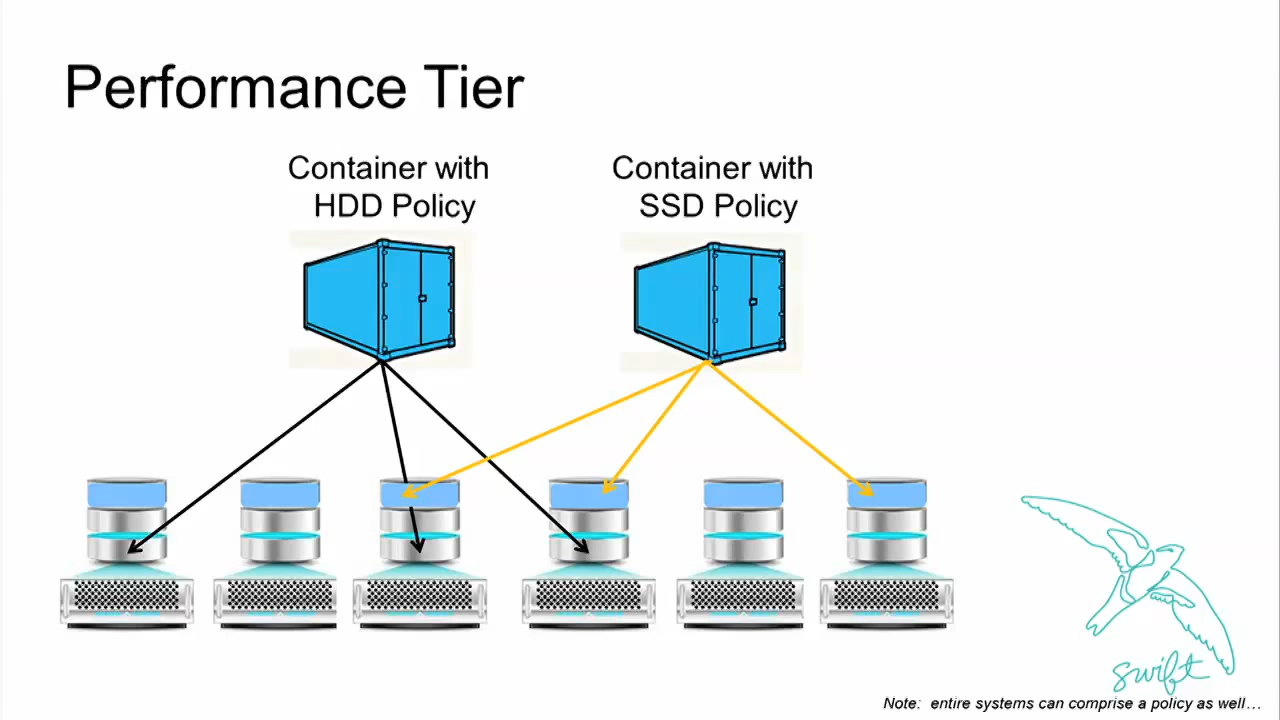 Performance Tier
Container with
HDD Policy
Container with
SSD Policy
swift
Note:  entire systems can comprise a policy as well…